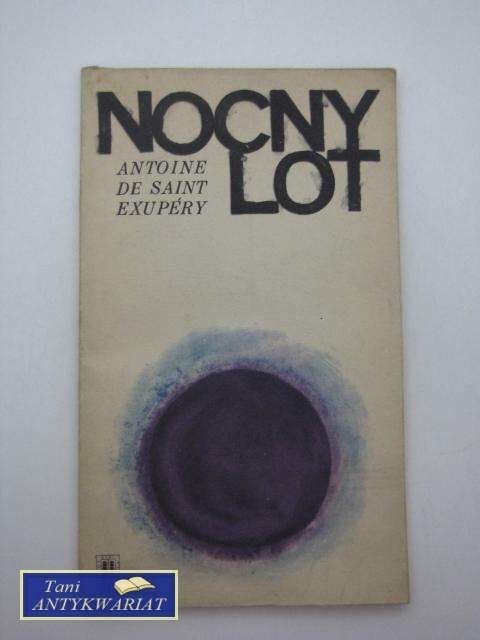 NOCNY
LOT
ANTOINE
DE SAINT
EXUPÉRY
Tani
ANTYKWARIAT